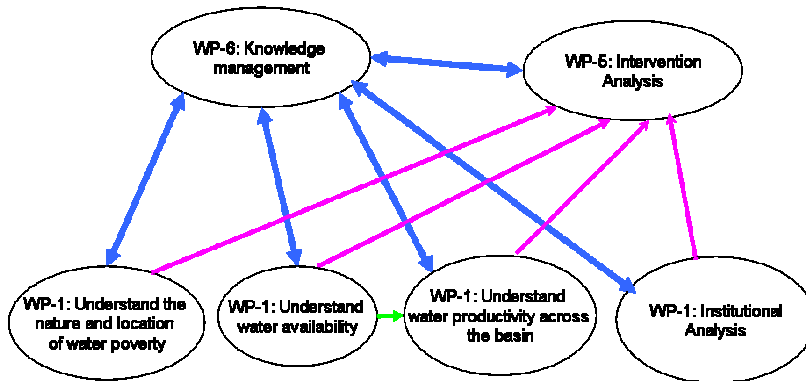 WP-6: Knowledge
management
WP-5: Intervention
Analysis
WP-1: Understand the
nature and location
of water poverty
WP-1: Understand
water availability
WP-1: Understand
water productivity across
the basin
WP-1: Institutional
Analysis